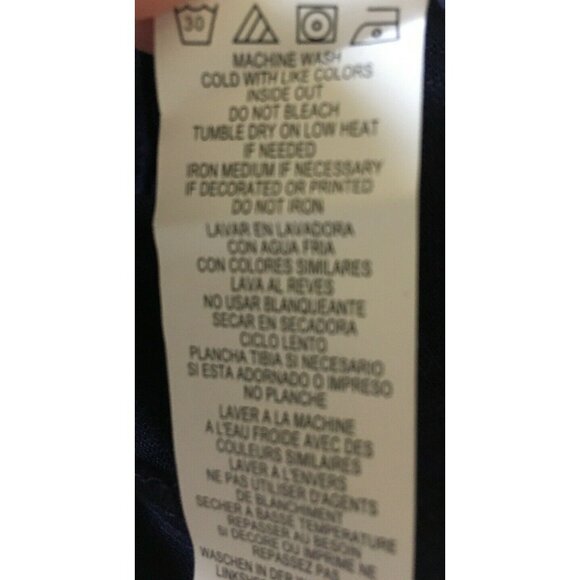 30
MACHINE WASH
COLD WITH LIKE COLORS
INSIDE OUT
DO NOT BLEACH
TUMBLE DRY ON LOW HEAT
IF NEEDED
IRON MEDIUM IF NECESSARY
IF DECORATED OR PRINTED
DO NOT IRON
LAVAR EN LAVADORA
CON AGUA FRIA
CON COLORES SIMILARES
LAVA AL REVES
NO USAR BLANQUEANTE
SECAR EN SECADORA
CICLO LENTO
PLANCHA TIBIA SI NECESARIO
SI ESTA ADORNADO O IMPRESO
NO PLANCHE
LAVER A LA MACHINE
A L'EAU FROIDE AVEC DES
COULEURS SIMILAIRES
LAVER A L'ENVERS
NE PAS UTILISER D'AGENTS
DE BLANCHIMENT
SECHER A BASSE TEMPERATURE
REPASSER AU BESOIN
SI DECORE OU IMPRIME NE
REPASSEZ PAS
WASCHEN IN DER